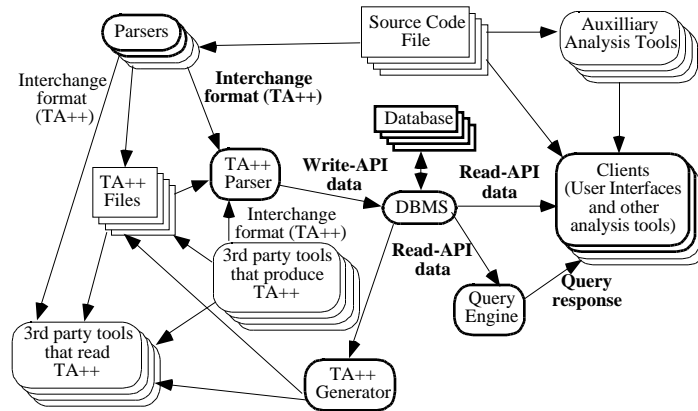 Parsers
Source Code
File
Auxilliary
Analysis Tools
Interchange
format
(TA++)
Interchange
format (TA++)
Database
TA++
Parser
Write-API
data
Read-API
data
Clients
(User Interfaces
and other
analysis tools)
TA++
Files
DBMS
Interchange
format (TA++)
Read-API
data
3rd party tools
that produce
TA++
Query
Engine
Query
response
3rd party tools
that read
TA++
TA++
Generator